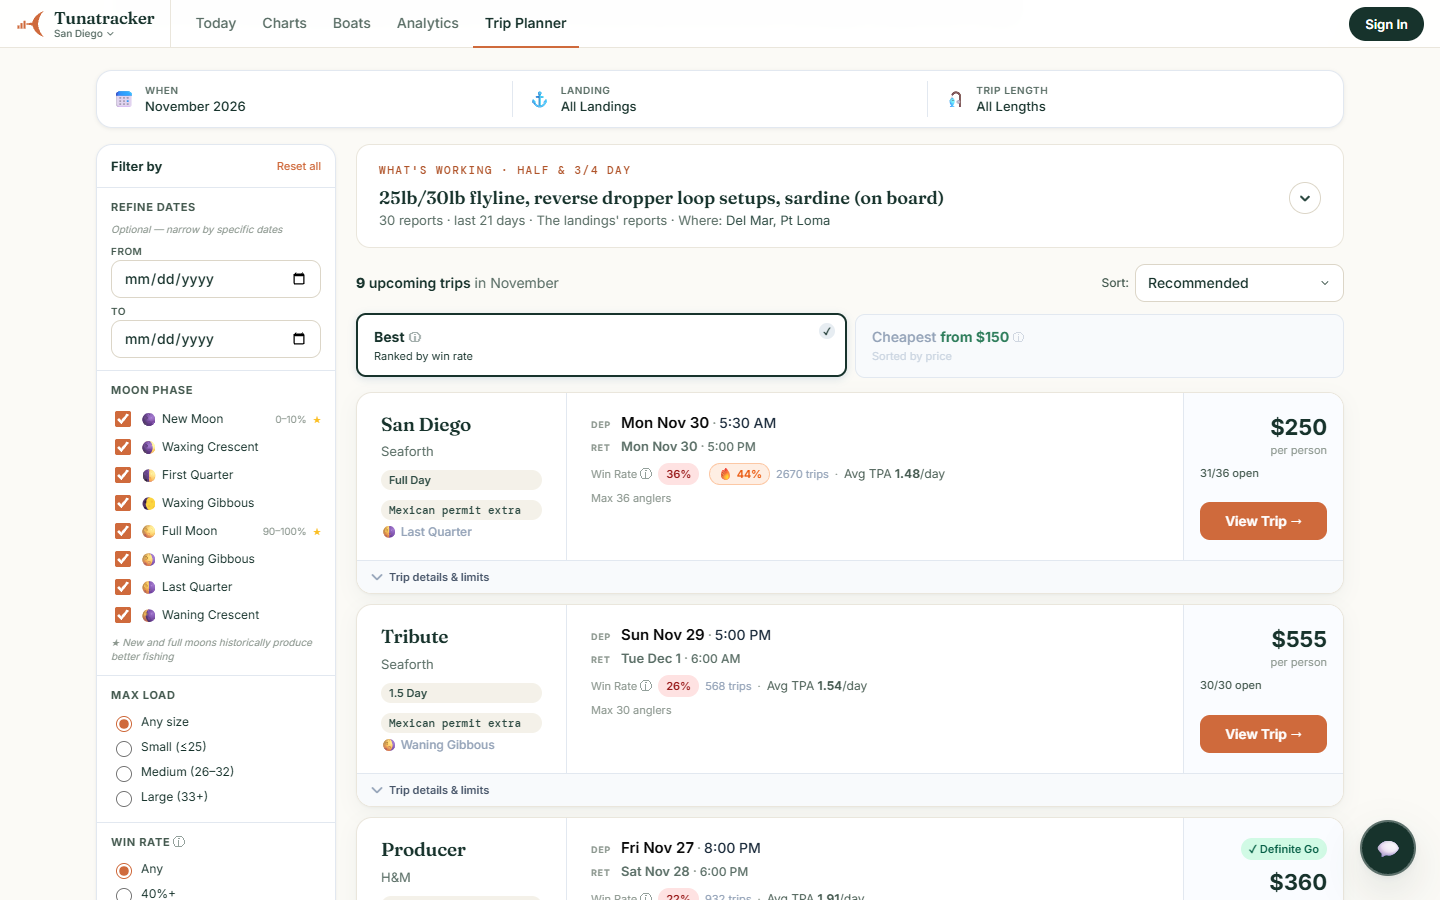 Tunatracker
San Diego
Today
Charts
Boats
Analytics
Trip Planner
Sign In
WHEN
November 2026
LANDING
All Landings
TRIP LENGTH
All Lengths
Filter by
Reset all
REFINE DATES
Optional — narrow by specific dates
FROM
mm/dd/yyyy
TO
mm/dd/yyyy
MOON PHASE
New Moon 0–10% ★
Waxing Crescent
First Quarter
Waxing Gibbous
Full Moon 90–100% ★
Waning Gibbous
Last Quarter
Waning Crescent
★ New and full moons historically produce
better fishing
MAX LOAD
Any size
Small (≤25)
Medium (26–32)
Large (33+)
WIN RATE ⓘ
Any
40%+
WHAT'S WORKING · HALF & 3/4 DAY
25lb/30lb flyline, reverse dropper loop setups, sardine (on board)
30 reports · last 21 days · The landings' reports · Where: Del Mar, Pt Loma
9 upcoming trips in November
Sort: Recommended
Best ⓘ
✓
Ranked by win rate
Cheapest from $150 ⓘ
Sorted by price
San Diego
Seaforth
Full Day
Mexican permit extra
Last Quarter
DEP Mon Nov 30 · 5:30 AM
RET Mon Nov 30 · 5:00 PM
Win Rate ⓘ 36% 44% 2670 trips · Avg TPA 1.48/day
Max 36 anglers
$250
per person
31/36 open
View Trip →
Trip details & limits
Tribute
Seaforth
1.5 Day
Mexican permit extra
Waning Gibbous
DEP Sun Nov 29 · 5:00 PM
RET Tue Dec 1 · 6:00 AM
Win Rate ⓘ 26% 568 trips · Avg TPA 1.54/day
Max 30 anglers
$555
per person
30/30 open
View Trip →
Trip details & limits
Producer
H&M
DEP Fri Nov 27 · 8:00 PM
RET Sat Nov 28 · 6:00 PM
Win Rate ⓘ 22% 932 trips · Avg TPA 1.91/day
✓ Definite Go
$360